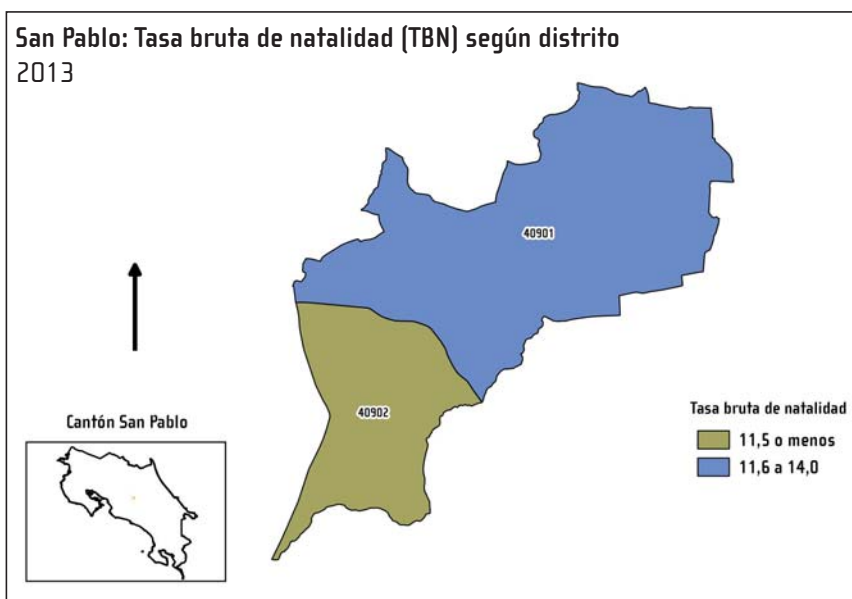 San Pablo: Tasa bruta de natalidad (TBN) según distrito
2013
40901
40902
Cantón San Pablo
Tasa bruta de natalidad
11,5 o menos
11,6 a 14,0